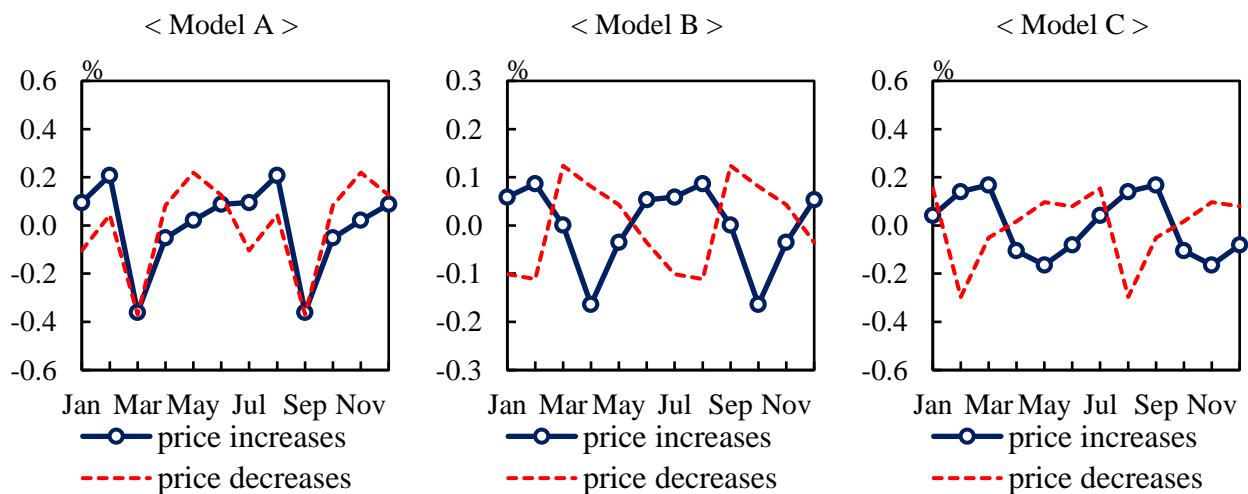 < Model A >
%
0.6
0.4
0.2
0.0
-0.2
-0.4
-0.6
Jan Mar May Jul Sep Nov
price increases
price decreases
< Model B >
%
0.3
0.2
0.1
0.0
-0.1
-0.2
-0.3
Jan Mar May Jul Sep Nov
price increases
price decreases
< Model C >
%
0.6
0.4
0.2
0.0
-0.2
-0.4
-0.6
Jan Mar May Jul Sep Nov
price increases
price decreases